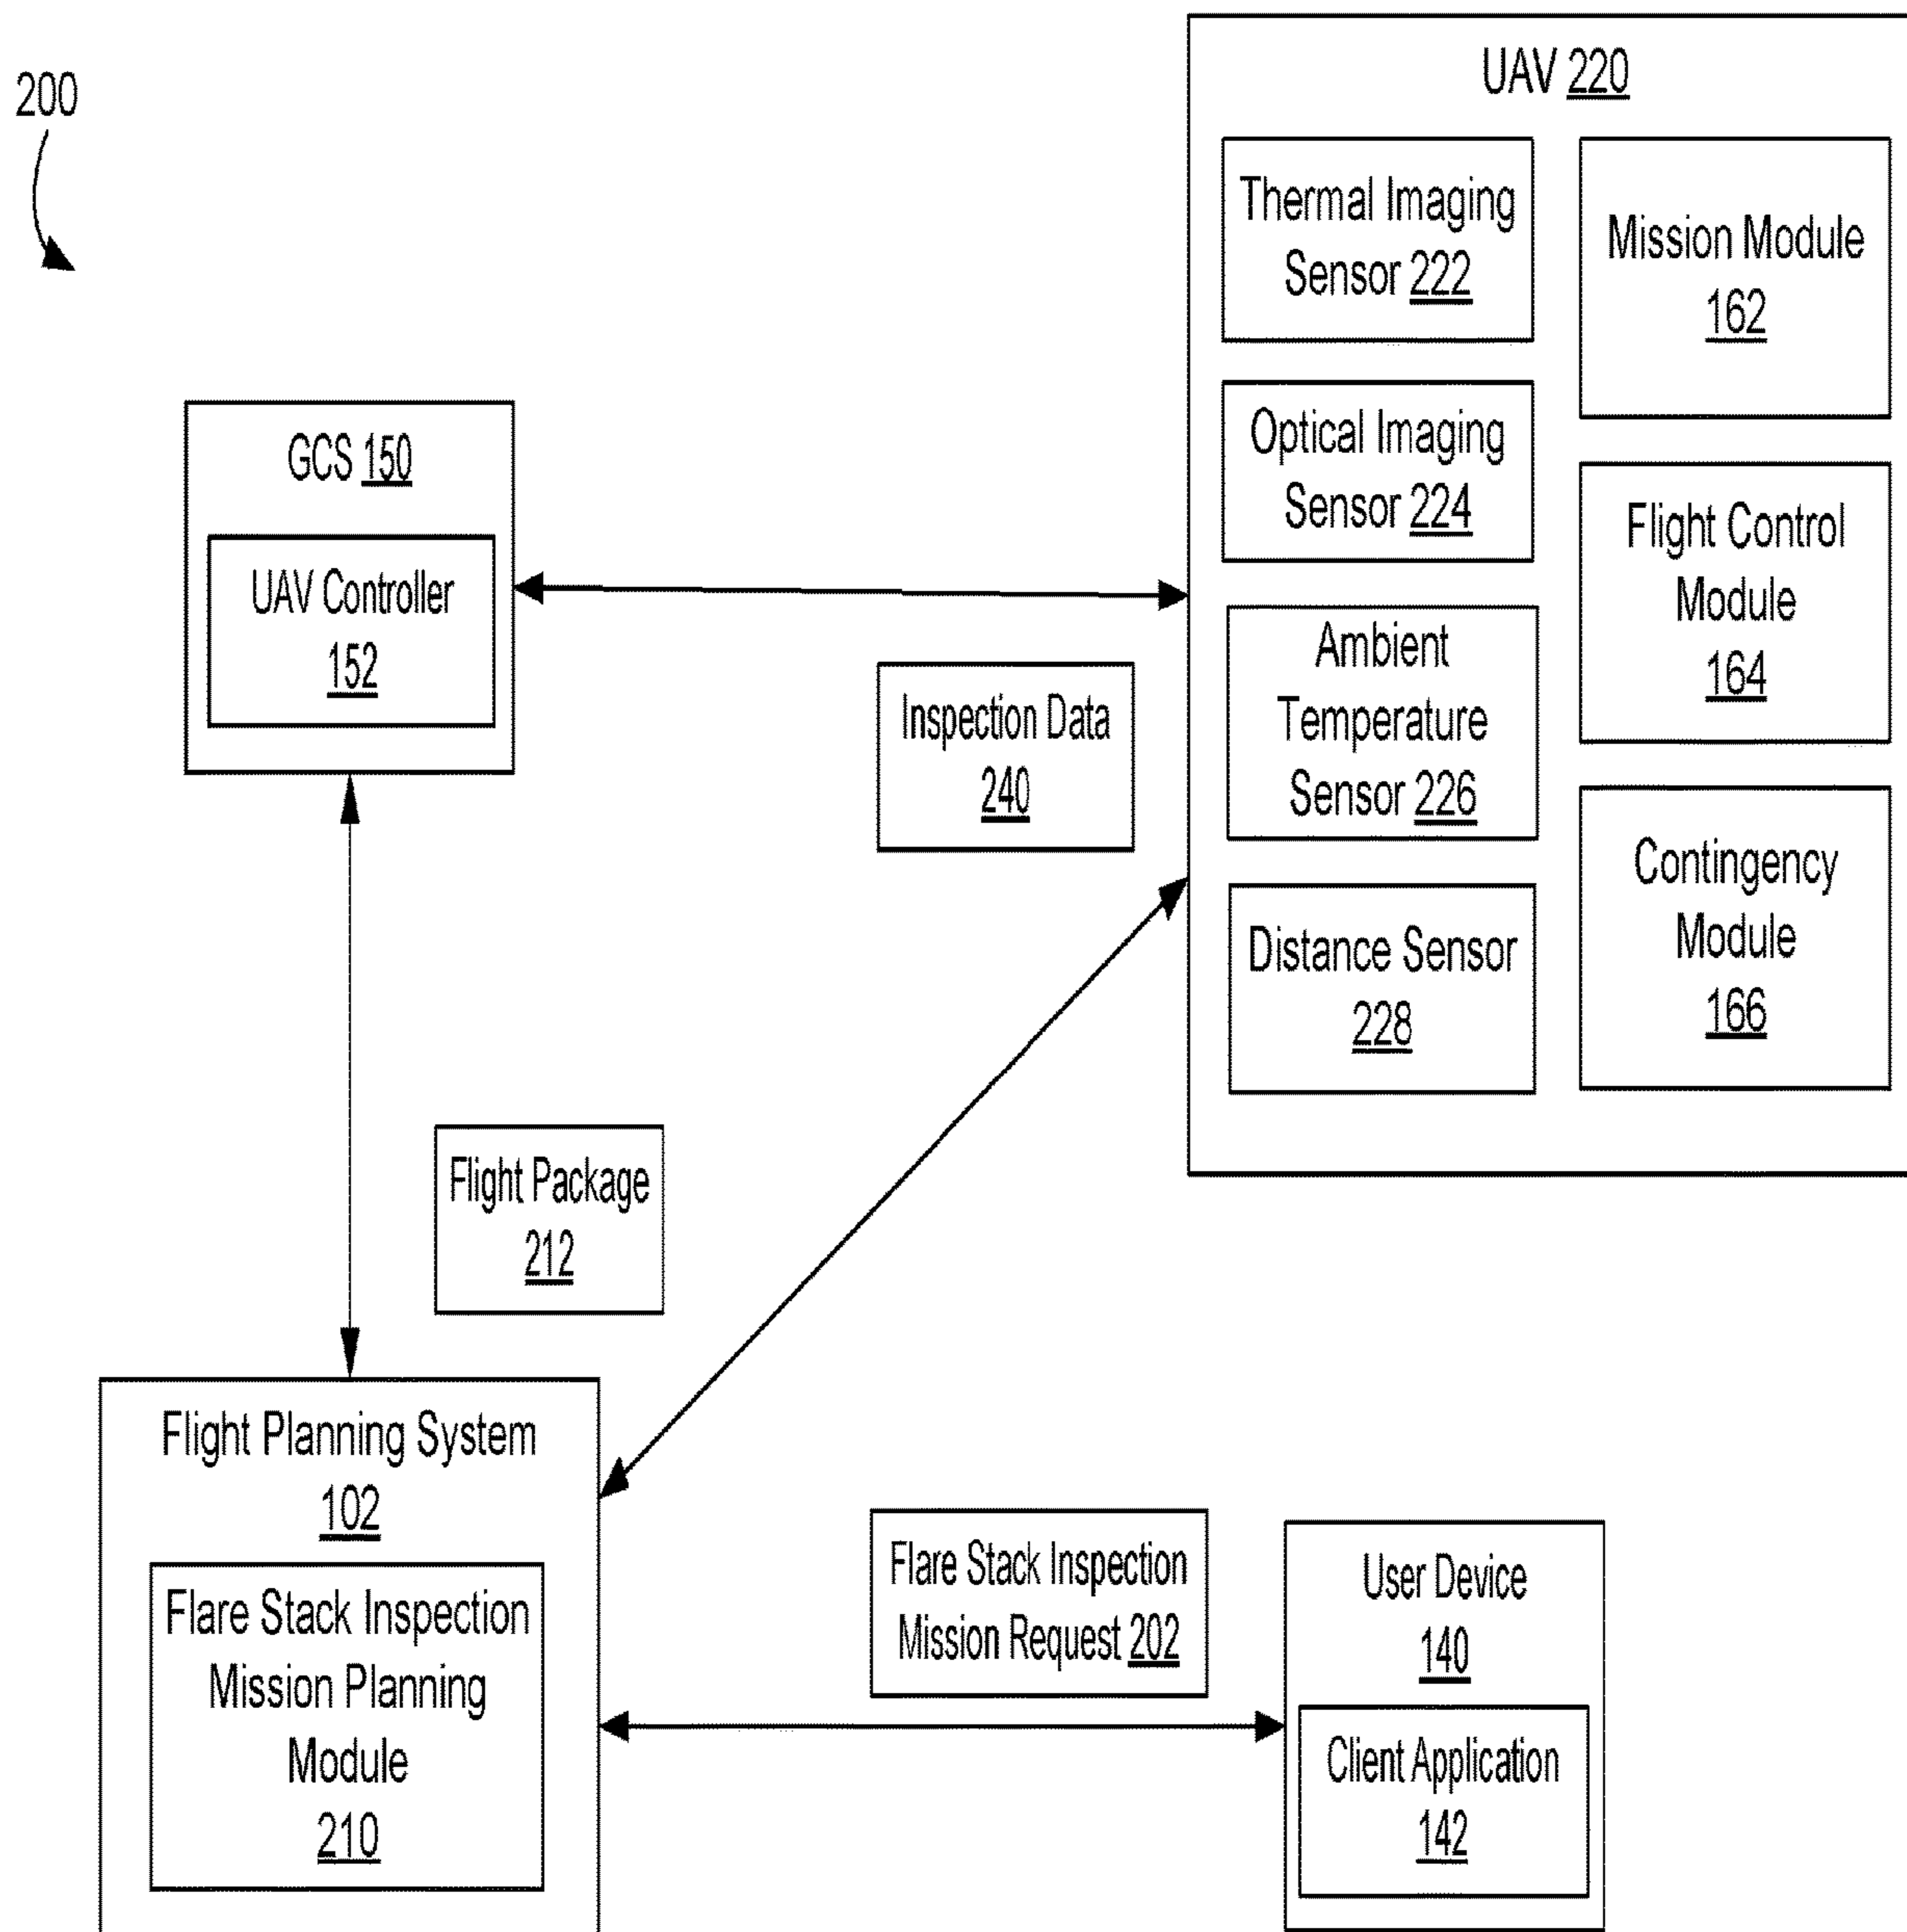 200
UAV 220
Thermal Imaging
Sensor 222
Optical Imaging
Sensor 224
Ambient
Temperature
Sensor 226
Distance Sensor
228
Mission Module
162
Flight Control
Module
164
Contingency
Module
166
GCS 150
UAV Controller
152
Inspection Data
240
Flight Package
212
Flight Planning System
102
Flare Stack Inspection
Mission Planning
Module
210
Flare Stack Inspection
Mission Request 202
User Device
140
Client Application
142